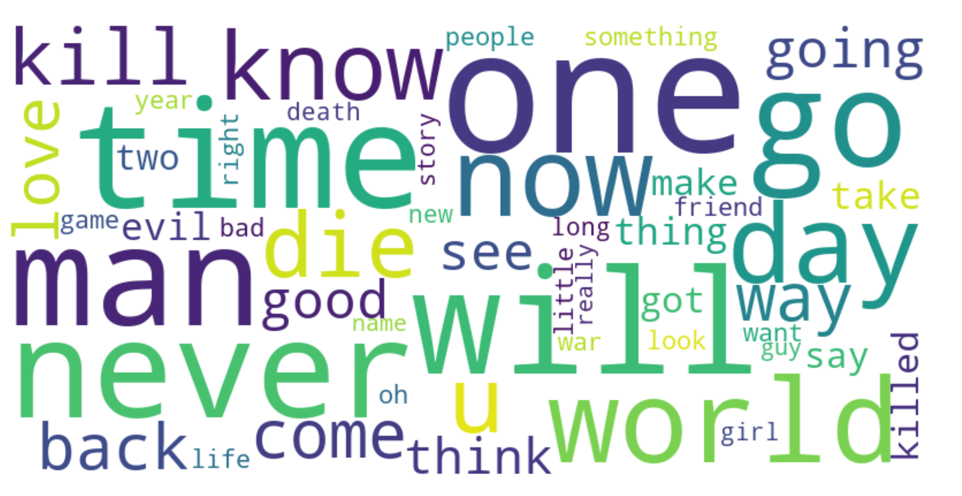 kill
know
people
something
going
one
go
love
year
time
death
two
right
story
now
make
friend
take
game
evil
bad
die
new
see
long
thing
day
man
good
little
really
will
got
way
name
war
look
want
guy
say
killed
never
oh
u
world
girl
back
life
come
think